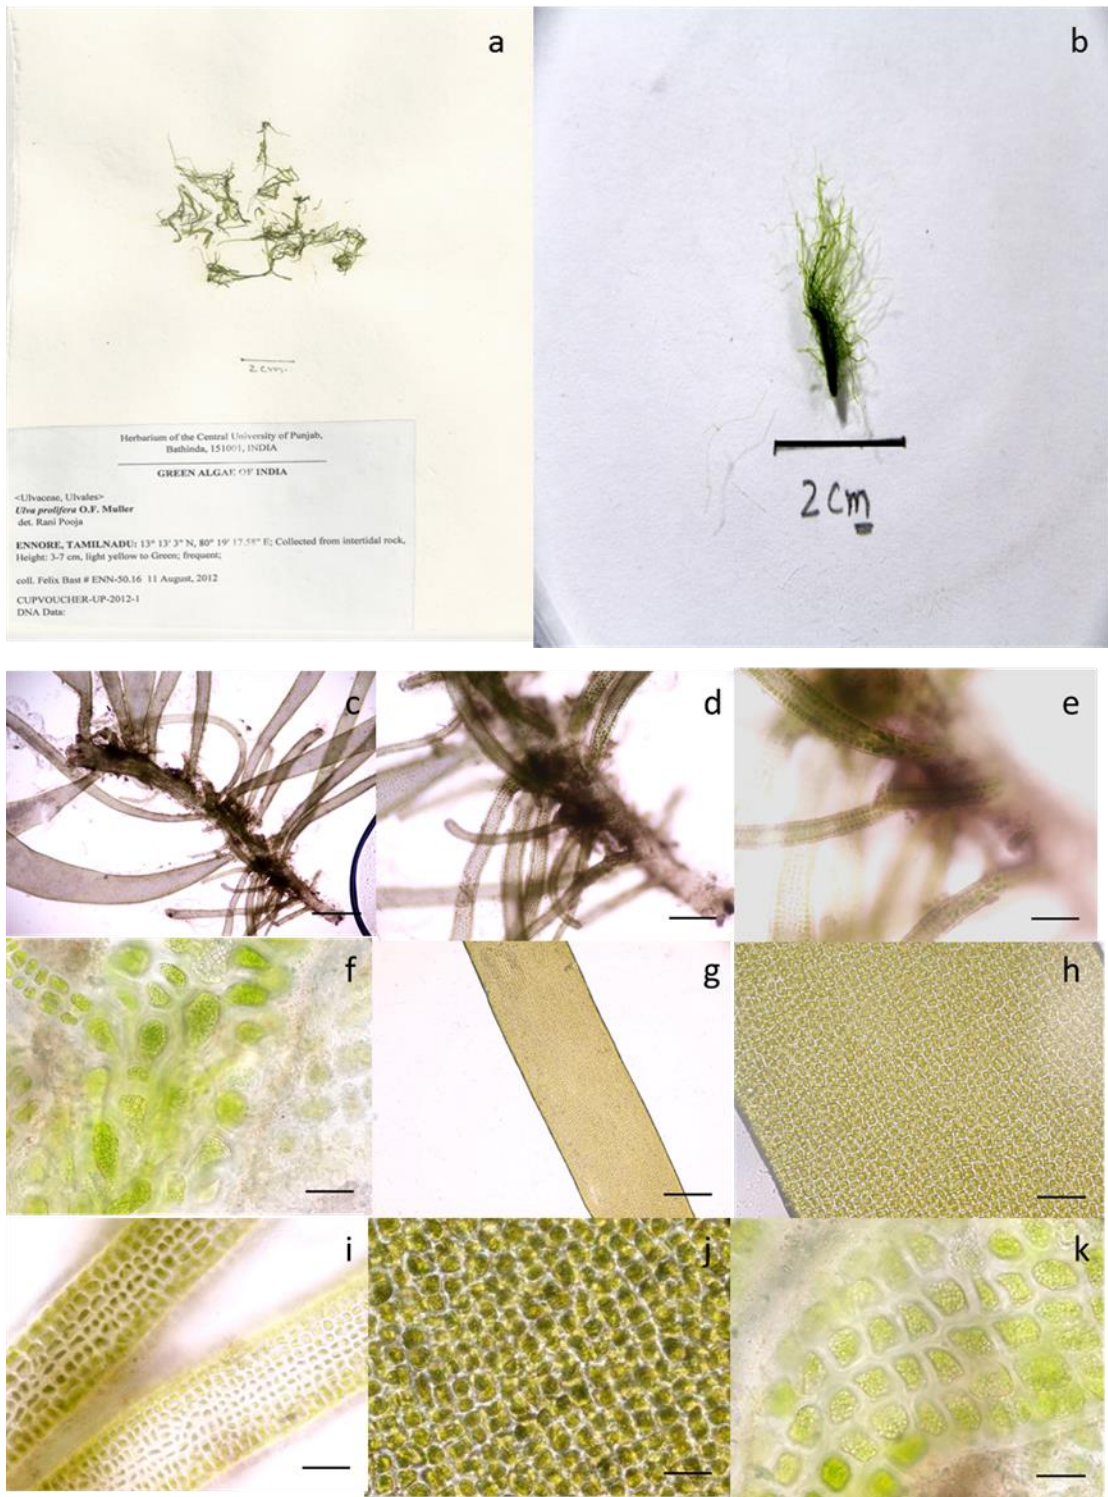 a
b
2 cm.
Herbarium of the Central University of Punjab,
Bathinda, 151001, INDIA
GREEN ALGAE OF INDIA
<Ulvaceae, Ulvales>
Ulva prolifera O.F. Muller
det. Rani Pooja
ENNORE, TAMILNADU: 13° 13' 3" N, 80° 19' 17.58" E; Collected from intertidal rock,
Height: 3-7 cm, light yellow to Green; frequent;
coll. Felix Bast # ENN-50.16 11 August, 2012
CUPVOUCHER-UP-2012-1
DNA Data:
2 cm
c
d
e
f
g
h
i
j
k